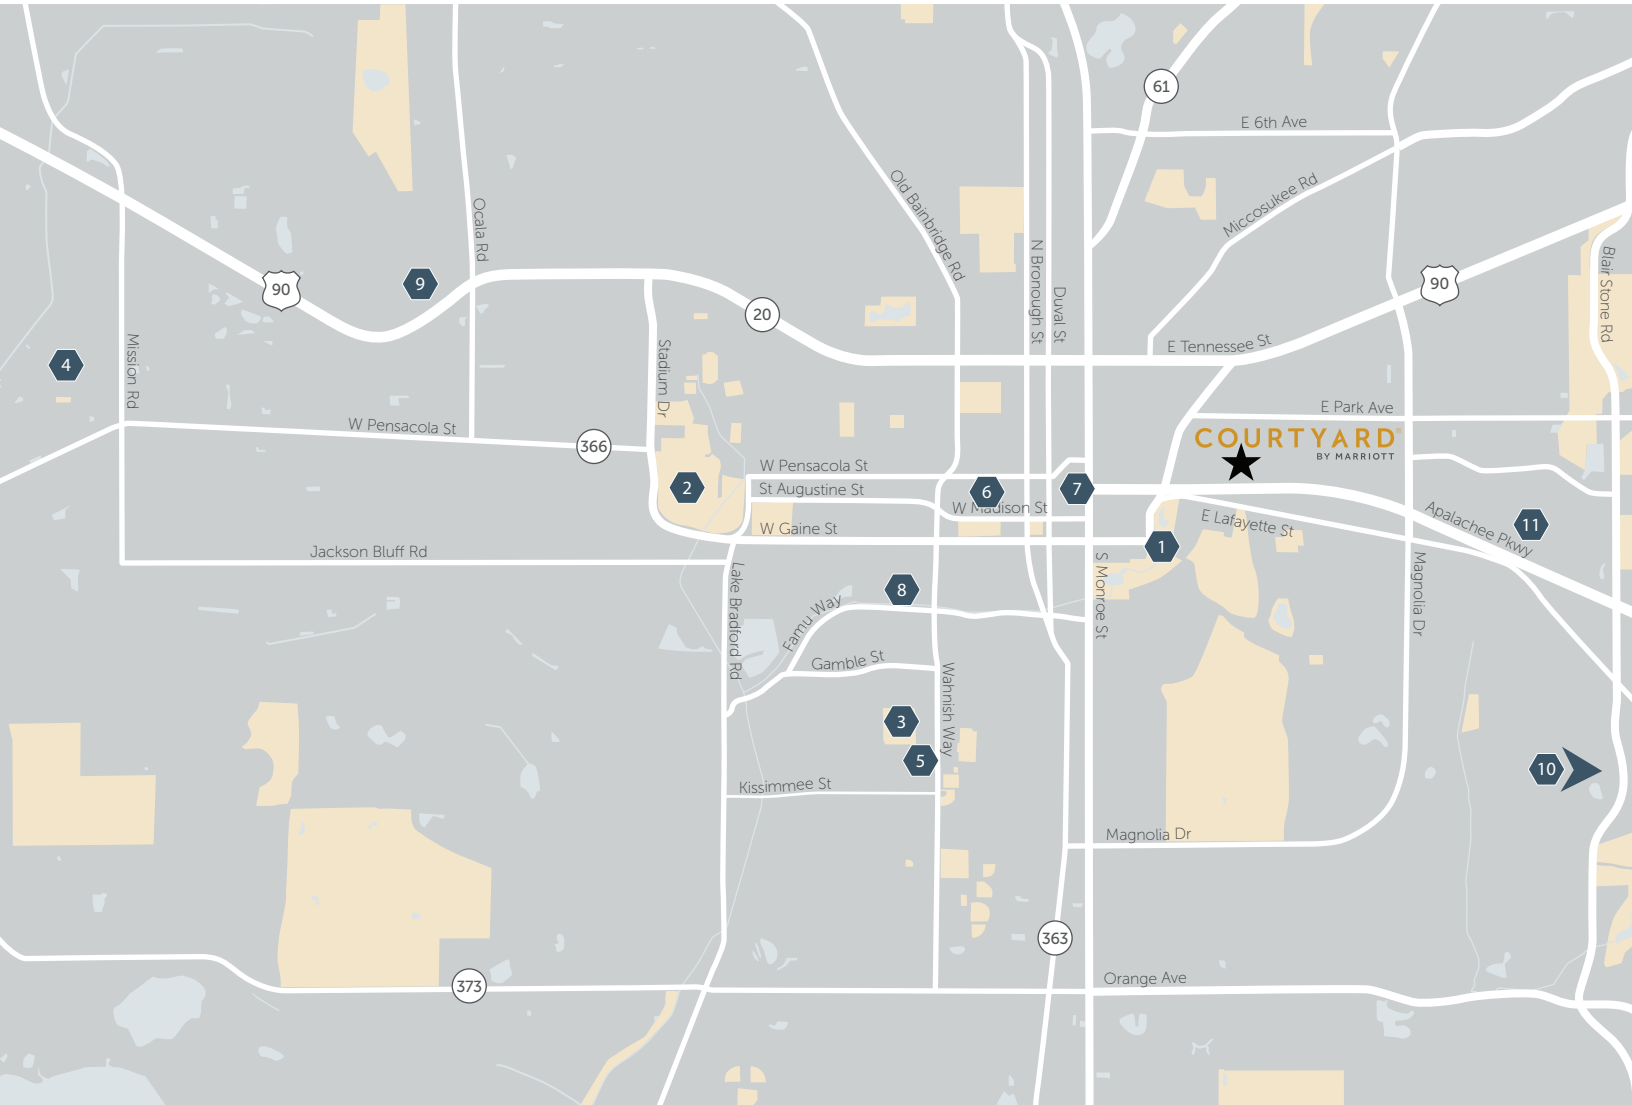 61
E 6th Ave
Miccosukee Rd
Old Bainbridge Rd
Ocala Rd
N Bronough St
Duval St
Blair Stone Rd
90
9
90
20
E Tennessee St
4
Mission Rd
Stadium Dr
E Park Ave
W Pensacola St
366
COURTYARD®
BY MARRIOTT
W Pensacola St
2
St Augustine St
6
7
W Madison St
W Gaine St
E Lafayette St
Apalachee Pkwy
11
1
Jackson Bluff Rd
Lake Bradford Rd
S Monroe St
Magnolia Dr
8
Famu Way
Gamble St
Wahnish Way
3
5
10
Kissimmee St
Magnolia Dr
363
Orange Ave
373